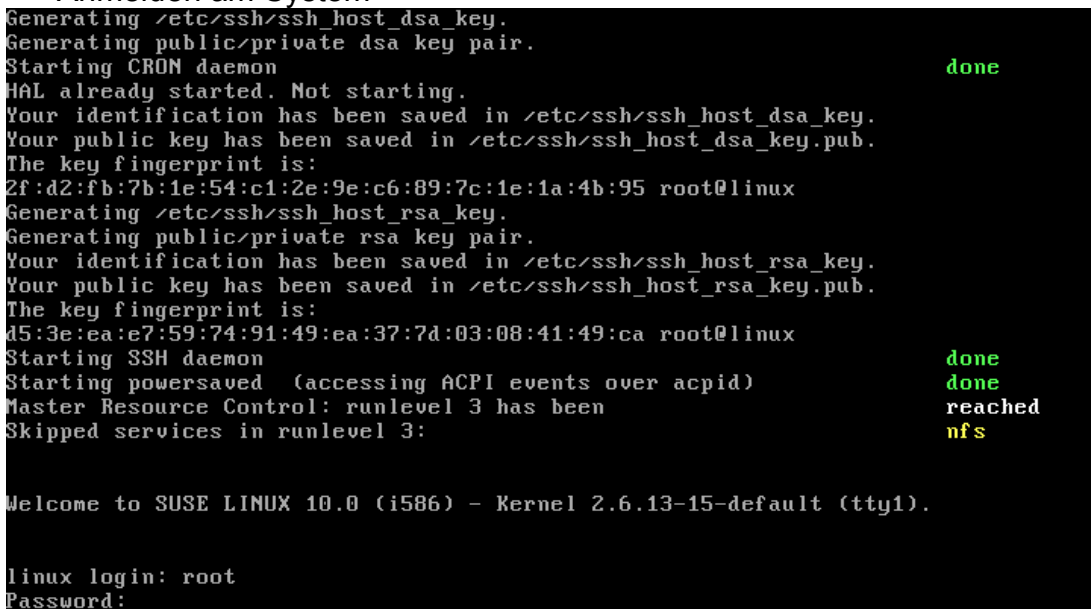 Anmelden am System
Generating /etc/ssh/ssh_host_dsa_key.
Generating public/private dsa key pair.
Starting CRON daemon done
HAL already started. Not starting.
Your identification has been saved in /etc/ssh/ssh_host_dsa_key.
Your public key has been saved in /etc/ssh/ssh_host_dsa_key.pub.
The key fingerprint is:
2f:d2:fb:7b:1e:54:c1:2e:9e:c6:89:7c:1e:1a:4b:95 root@linux
Generating /etc/ssh/ssh_host_rsa_key.
Generating public/private rsa key pair.
Your identification has been saved in /etc/ssh/ssh_host_rsa_key.
Your public key has been saved in /etc/ssh/ssh_host_rsa_key.pub.
The key fingerprint is:
d5:3e:ea:e7:59:74:91:49:ea:37:7d:03:08:41:49:ca root@linux
Starting SSH daemon done
Starting powersaved  (accessing ACPI events over acpid) done
Master Resource Control: runlevel 3 has been reached
Skipped services in runlevel 3: nfs
Welcome to SUSE LINUX 10.0 (i586) - Kernel 2.6.13-15-default (tty1).
linux login: root
Password: